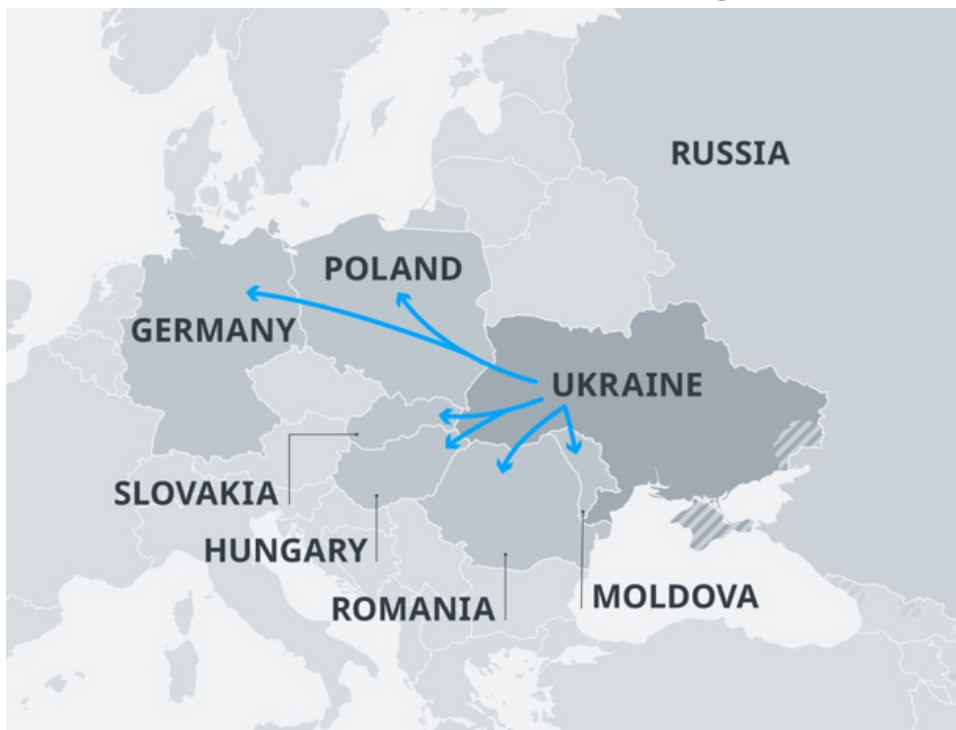 RUSSIA
POLAND
GERMANY
UKRAINE
SLOVAKIA
HUNGARY
ROMANIA
MOLDOVA